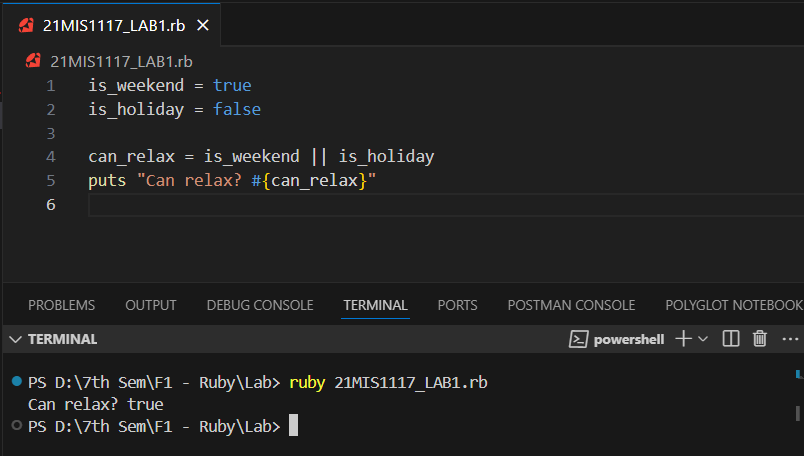 21MIS1117_LAB1.rb
21MIS1117_LAB1.rb
1 is_weekend = true
2 is_holiday = false
3
4 can_relax = is_weekend || is_holiday
5 puts "Can relax? #{can_relax}"
6
PROBLEMS OUTPUT DEBUG CONSOLE TERMINAL PORTS POSTMAN CONSOLE POLYGLOT NOTEBOOK
TERMINAL powershell
PS D:\7th Sem\F1 - Ruby\Lab> ruby 21MIS1117_LAB1.rb
Can relax? true
PS D:\7th Sem\F1 - Ruby\Lab>